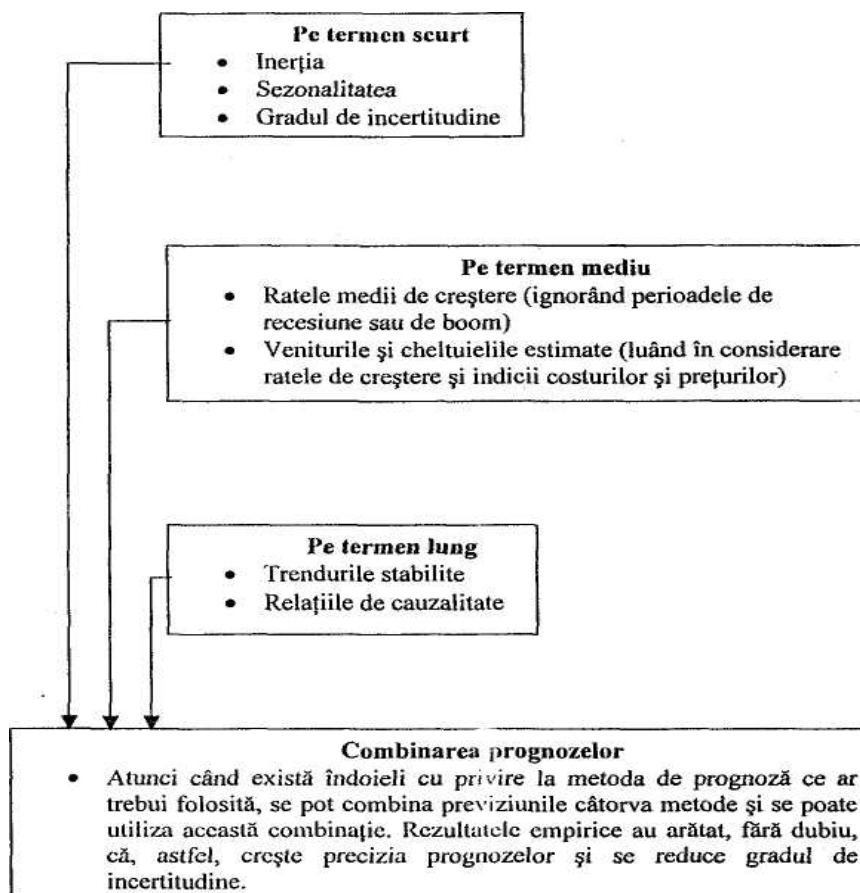 Pe termen scurt
• Inerţia
• Sezonalitatea
• Gradul de incertitudine
Pe termen mediu
• Ratele medii de creştere (ignorând perioadele de
recesiune sau de boom)
• Veniturile şi cheltuielile estimate (luând în considerare
ratele de creştere şi indicii costurilor şi preţurilor)
Pe termen lung
• Trendurile stabilite
• Relaţiile de cauzalitate
Combinarea prognozelor
• Atunci când există îndoieli cu privire la metoda de prognoză ce ar
trebui folosită, se pot combina previziunile câtorva metode şi se poate
utiliza această combinaţie. Rezultatele empirice au arătat, fără dubiu,
că, astfel, creşte precizia prognozelor şi se reduce gradul de
incertitudine.